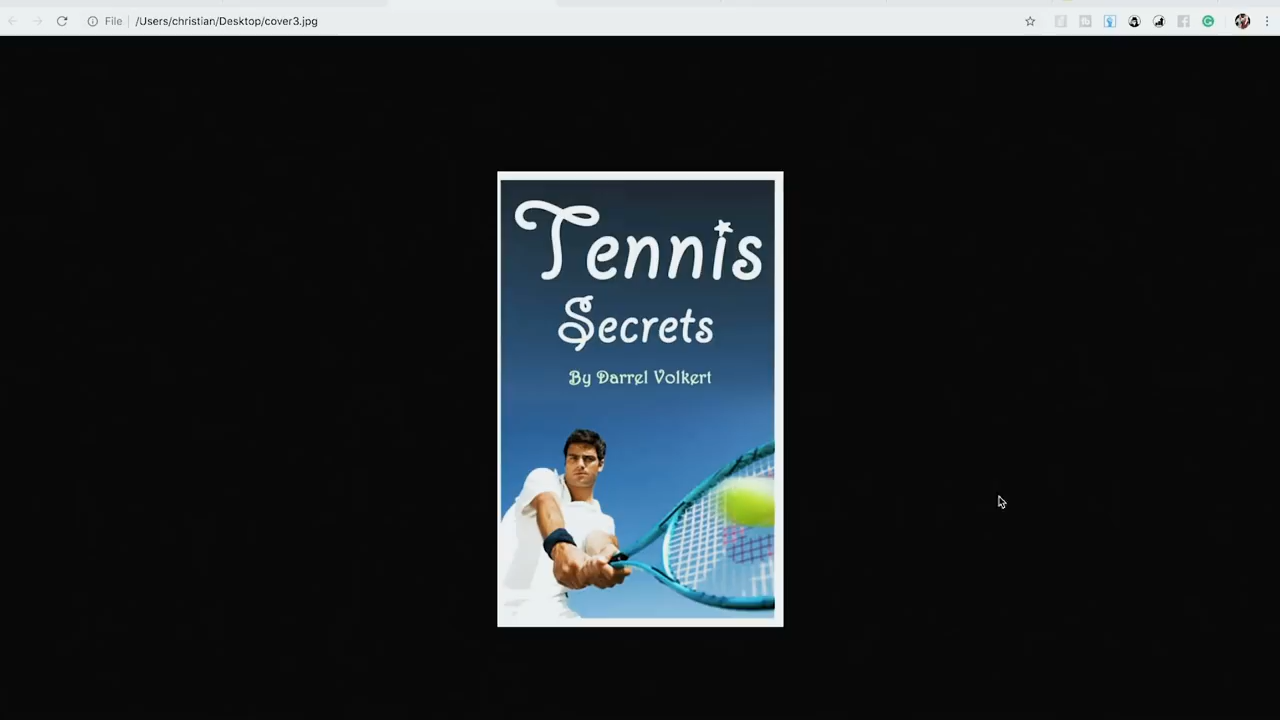 File
/Users/christian/Desktop/cover3.jpg
Tennis
Secrets
By Darrel Volkert